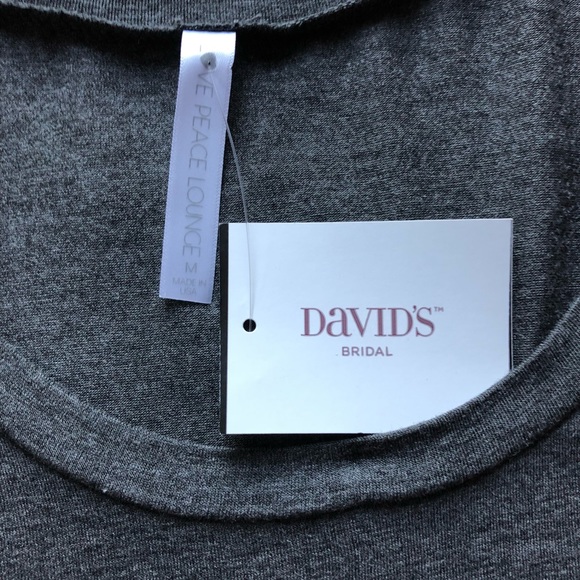 PEACE LOUNGE M
MADE IN
USA
DAVID'S™
BRIDAL